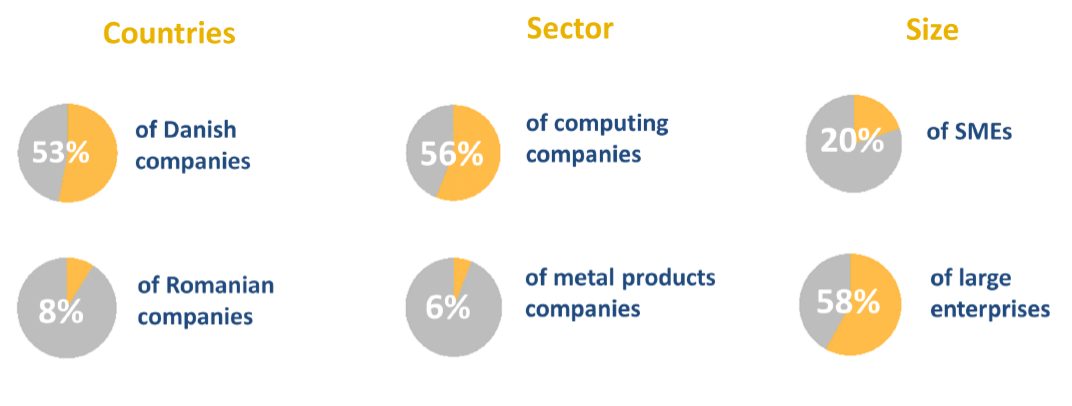 Countries
Sector
Size
53%
of Danish
companies
56%
of computing
companies
20%
of SMEs
8%
of Romanian
companies
6%
of metal products
companies
58%
of large
enterprises